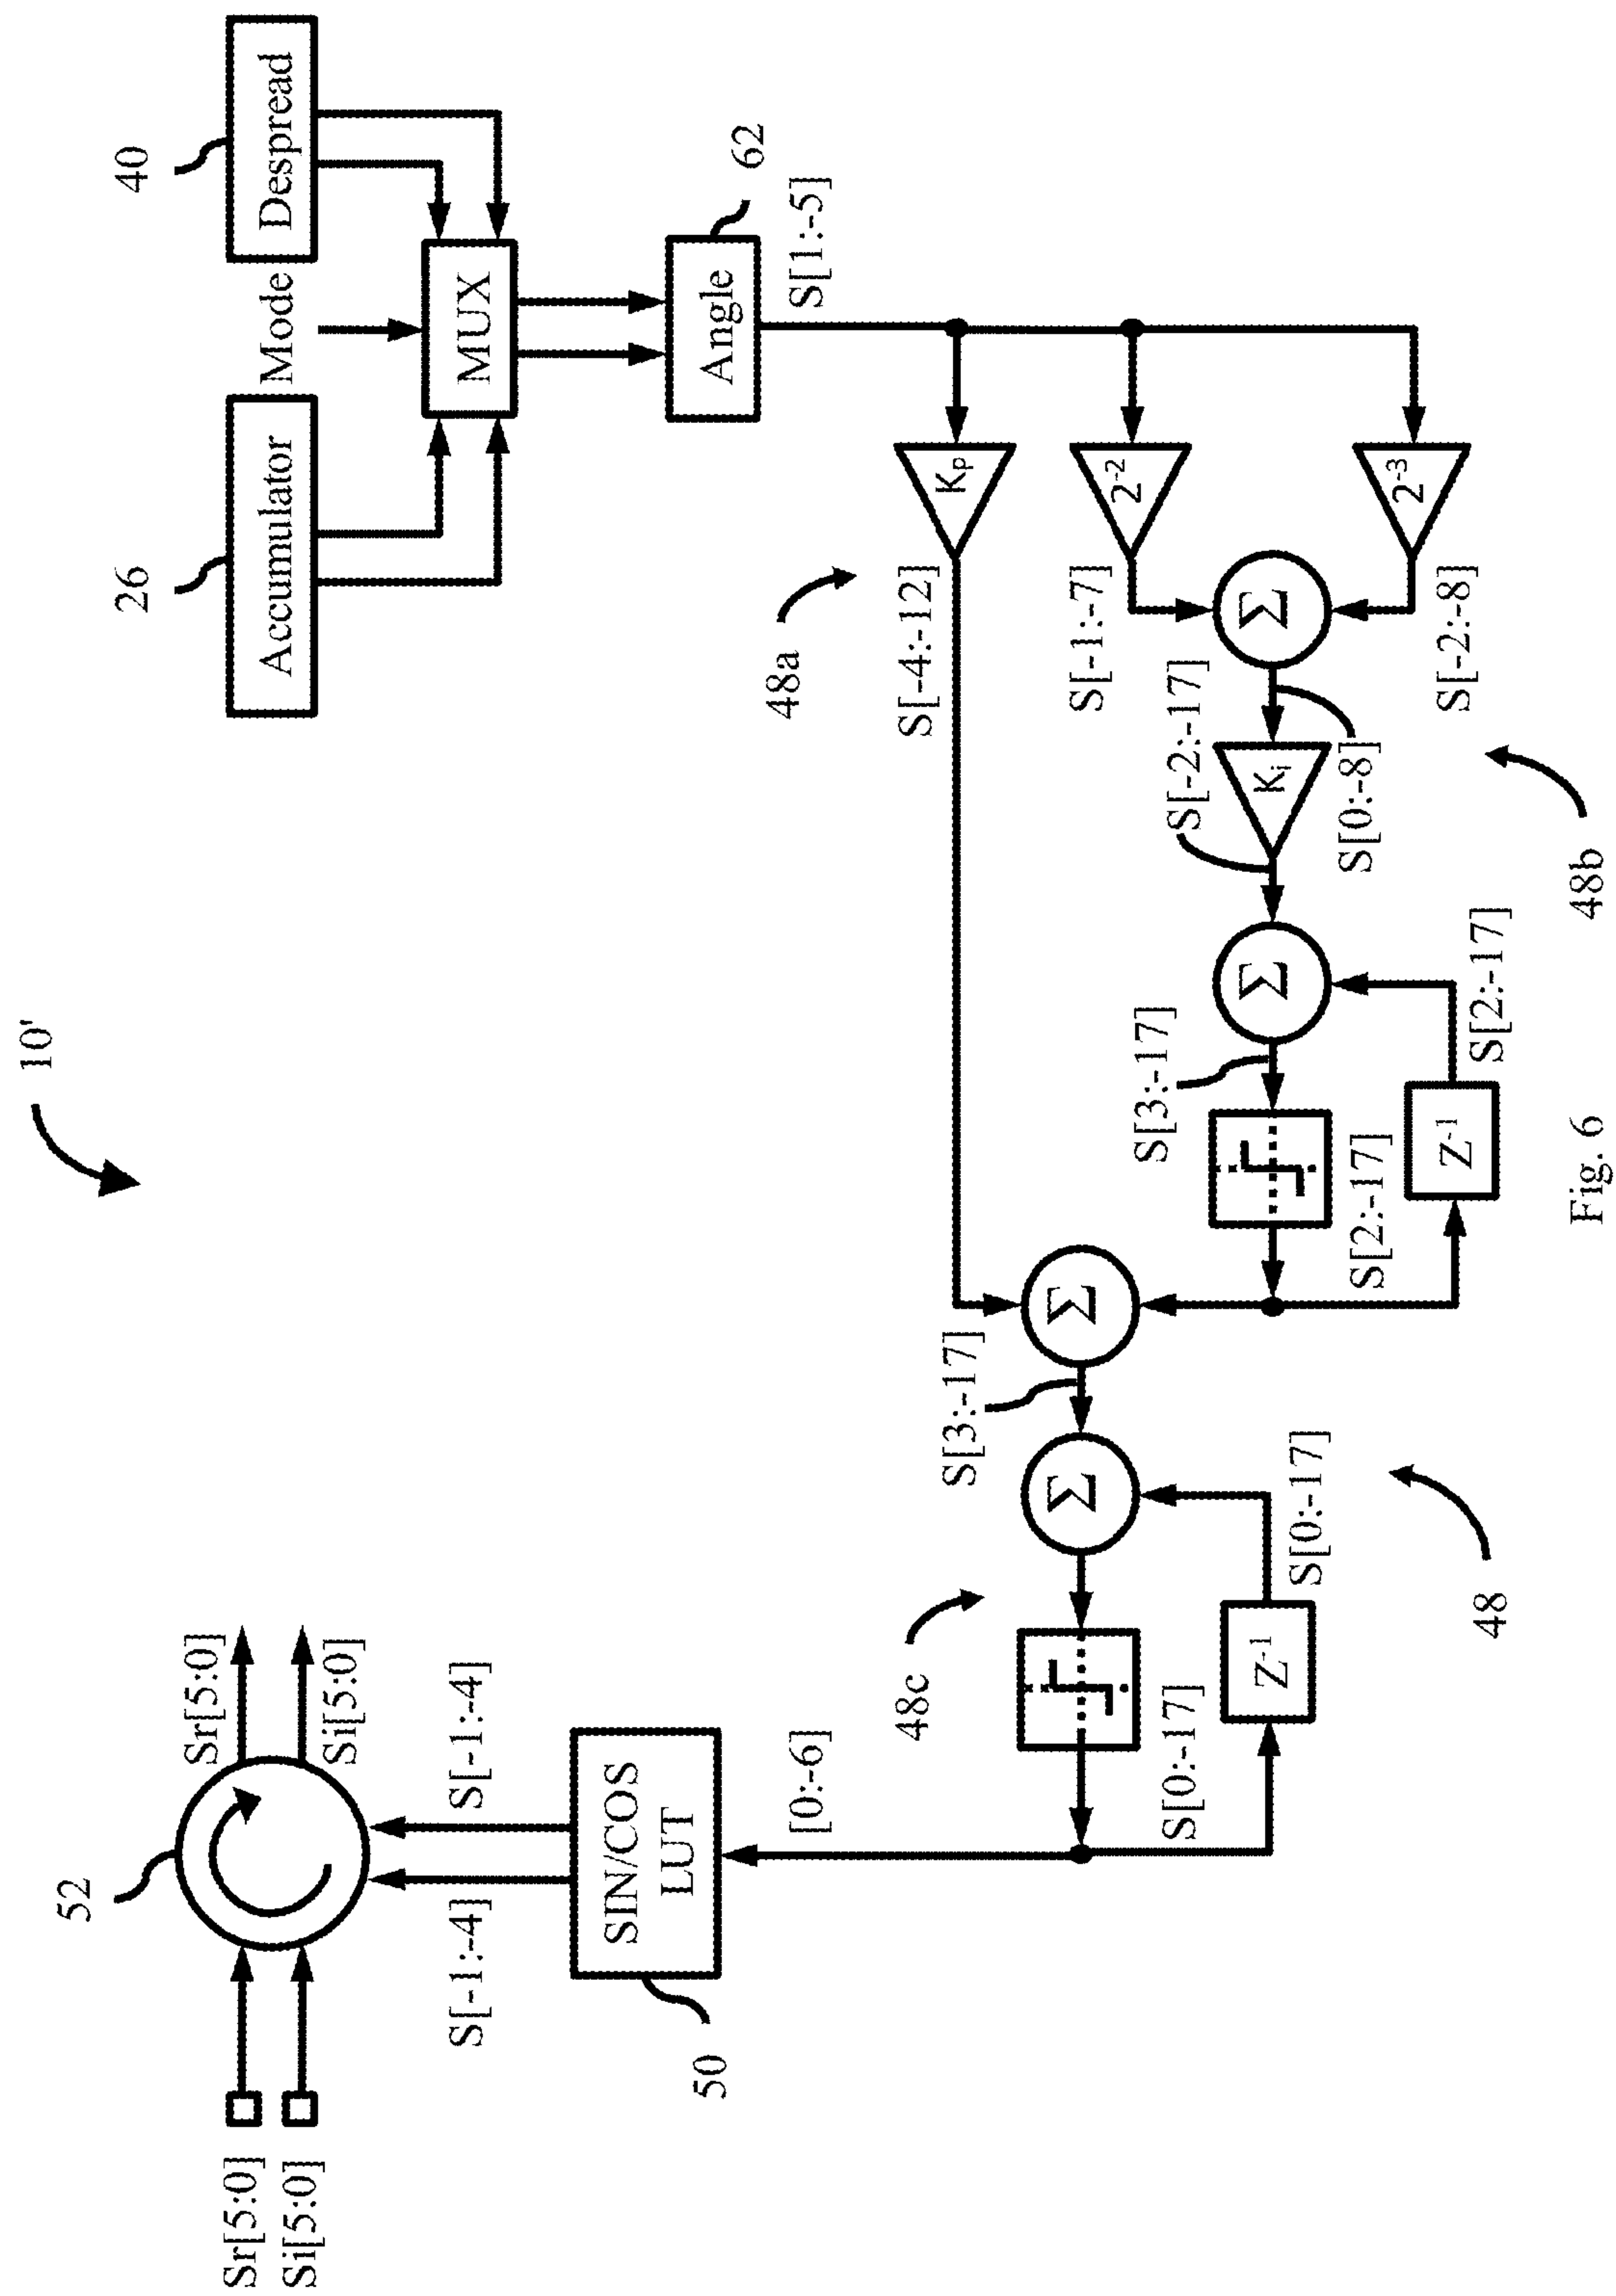 10'
Sr[5:0]
Si[5:0]
52
Sr[5:0]
Si[5:0]
S[-1:-4]
S[-1:-4]
SIN/COS
LUT
50
[0:-6]
48c
S[0:-17]
Z-1
S[0:-17]
48
S[3:-17]
Σ
Σ
26
Accumulator
Mode
40
Despread
MUX
Angle
62
S[1:-5]
48a
Kp
S[-4:-12]
2-2
S[-1:-7]
2-3
S[-2:-8]
Σ
S[0:-8]
Ki
S[-2:-17]
Σ
S[3:-17]
S[2:-17]
Z-1
S[2:-17]
48b
Fig. 6